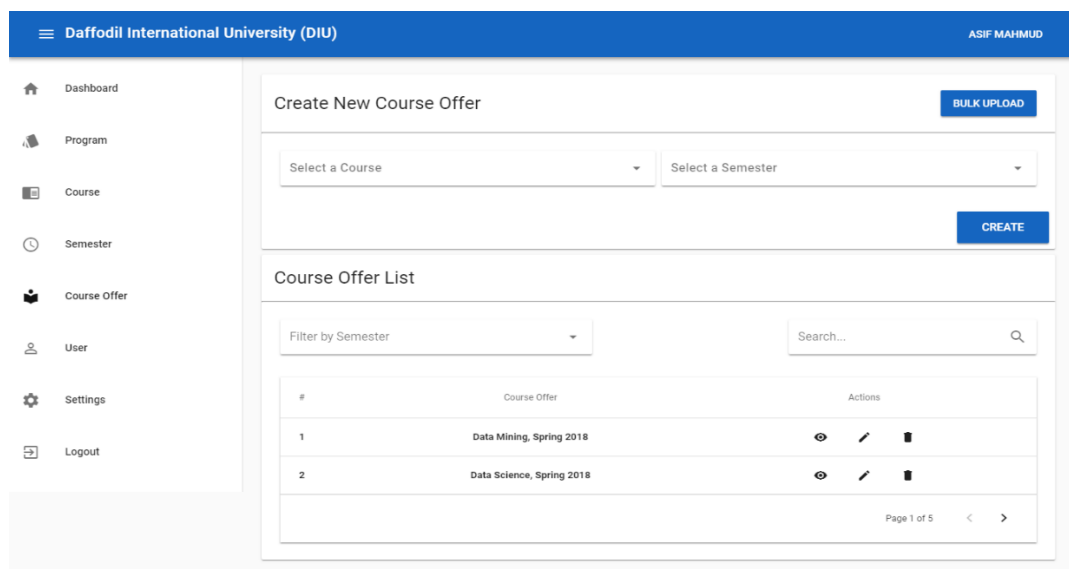 Daffodil International University (DIU)
ASIF MAHMUD
Dashboard
Program
Course
Semester
Course Offer
User
Settings
Logout
Create New Course Offer
BULK UPLOAD
Select a Course
Select a Semester
CREATE
Course Offer List
Filter by Semester
Search...
# Course Offer Actions
1 Data Mining, Spring 2018
2 Data Science, Spring 2018
Page 1 of 5